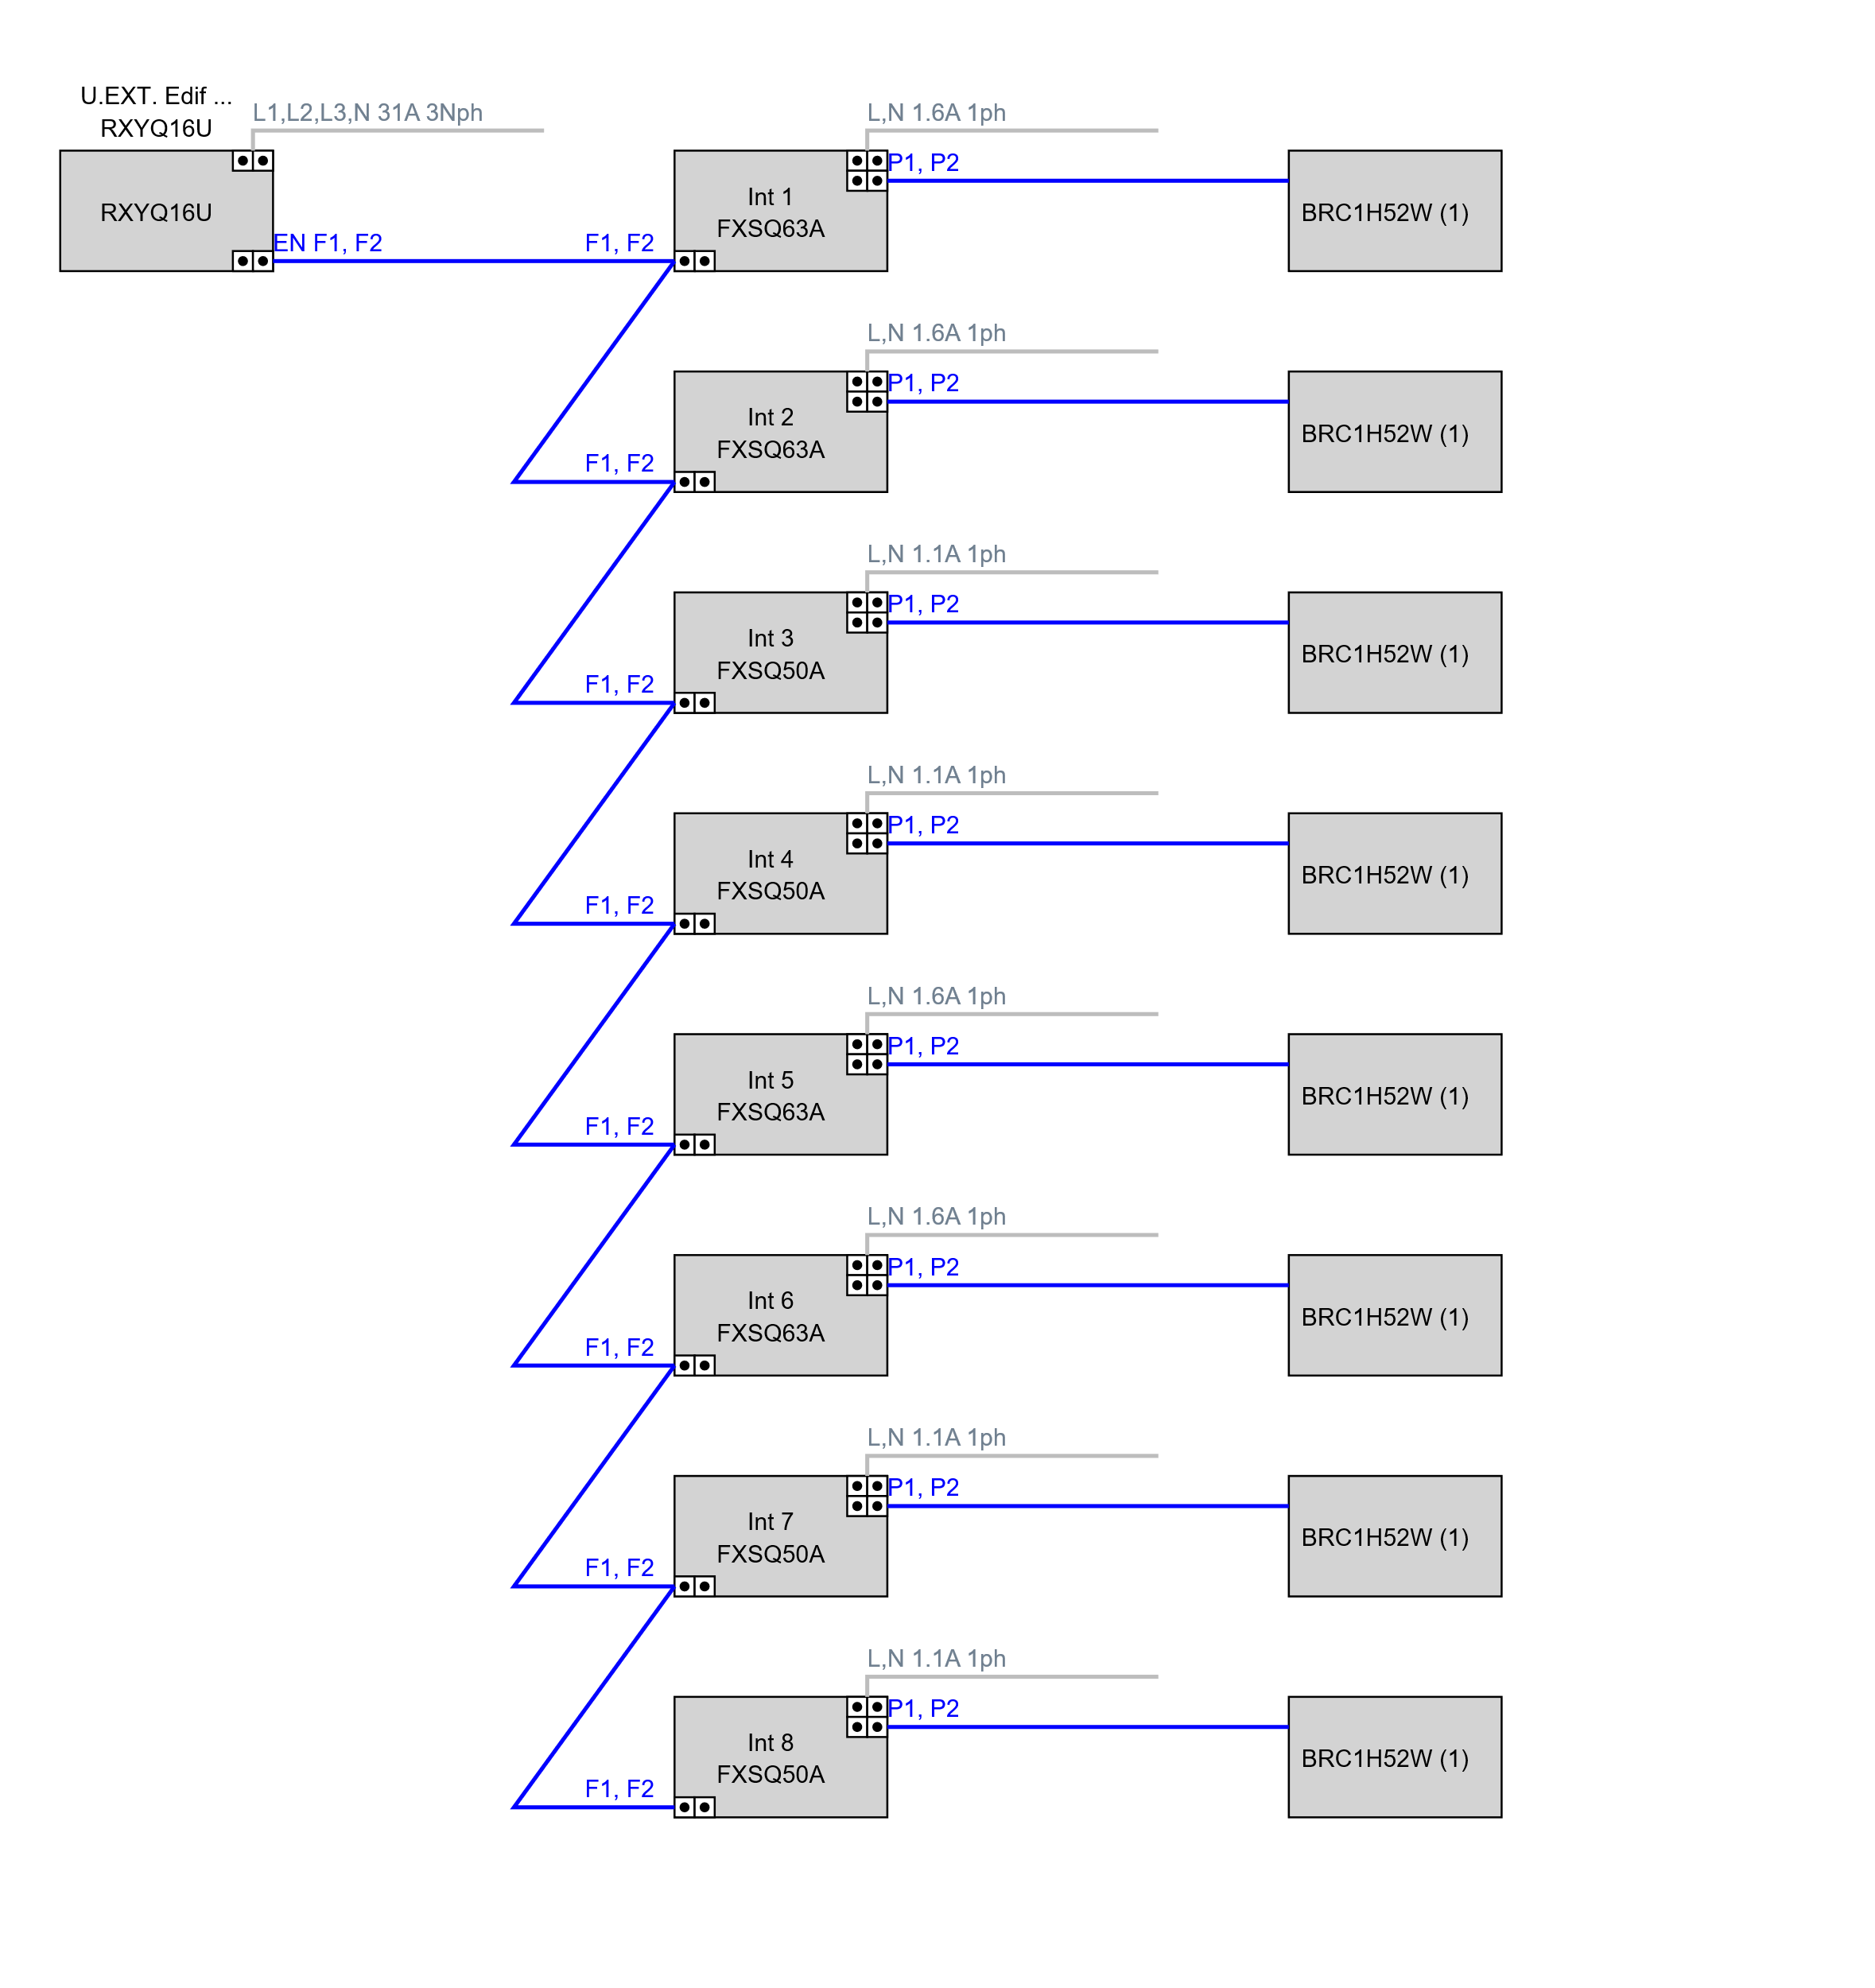 U.EXT. Edif ...
RXYQ16U
L1,L2,L3,N 31A 3Nph
RXYQ16U
EN F1, F2
L,N 1.6A 1ph
P1, P2
Int 1
FXSQ63A
F1, F2
BRC1H52W (1)
L,N 1.6A 1ph
P1, P2
Int 2
FXSQ63A
F1, F2
BRC1H52W (1)
L,N 1.1A 1ph
P1, P2
Int 3
FXSQ50A
F1, F2
BRC1H52W (1)
L,N 1.1A 1ph
P1, P2
Int 4
FXSQ50A
F1, F2
BRC1H52W (1)
L,N 1.6A 1ph
P1, P2
Int 5
FXSQ63A
F1, F2
BRC1H52W (1)
L,N 1.6A 1ph
P1, P2
Int 6
FXSQ63A
F1, F2
BRC1H52W (1)
L,N 1.1A 1ph
P1, P2
Int 7
FXSQ50A
F1, F2
BRC1H52W (1)
L,N 1.1A 1ph
P1, P2
Int 8
FXSQ50A
F1, F2
BRC1H52W (1)